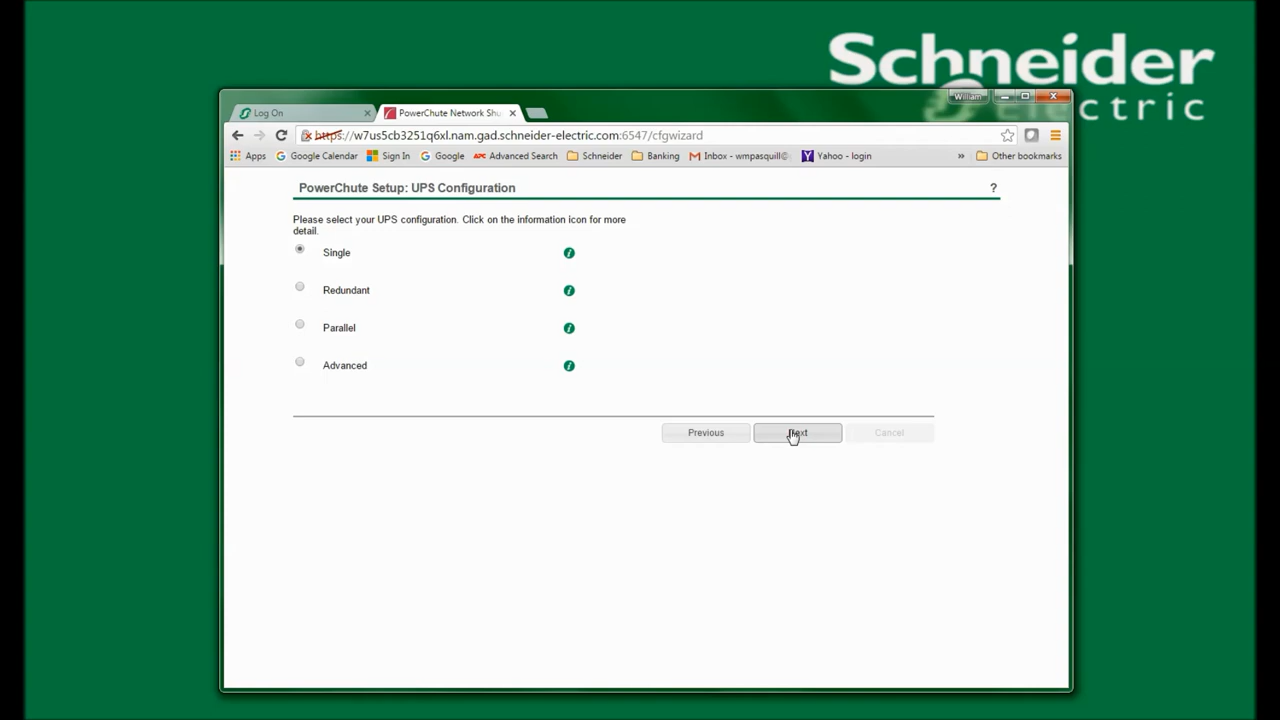 Schneider
Electric
William
Log On
PowerChute Network Shu
https://w7us5cb3251q6xl.nam.gad.schneider-electric.com:6547/cfgwizard
Apps Google Calendar Sign In Google APC Advanced Search Schneider Banking Inbox - wmpasquill@ Yahoo - login » Other bookmarks
PowerChute Setup: UPS Configuration ?
Please select your UPS configuration. Click on the information icon for more
detail.
Single i
Redundant i
Parallel i
Advanced i
Previous Next Cancel